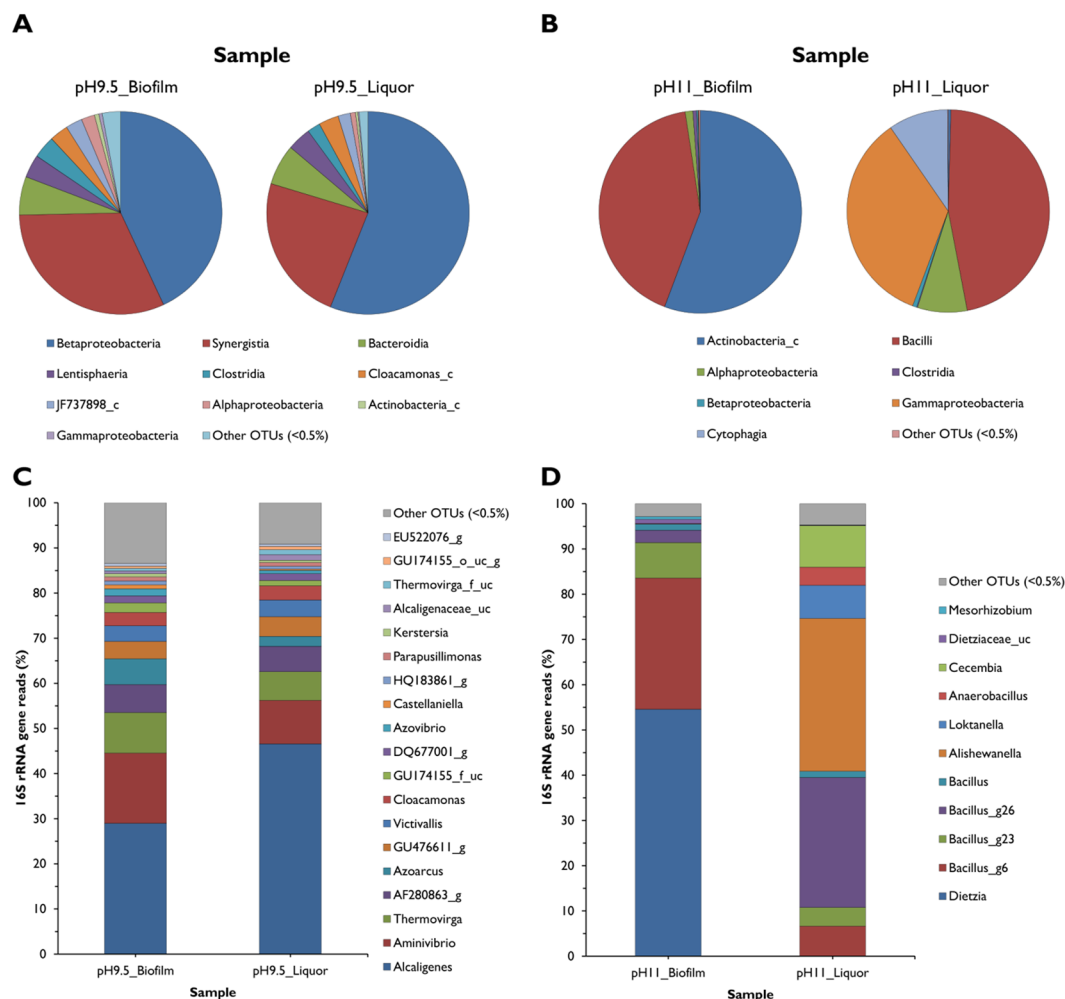 A
Sample
pH9.5_Biofilm pH9.5_Liquor
Betaproteobacteria Synergistia Bacteroidia
Lentisphaeria Clostridia Cloacamonas_c
JF737898_c Alphaproteobacteria Actinobacteria_c
Gammaproteobacteria Other OTUs (<0.5%)
B
Sample
pH11_Biofilm pH11_Liquor
Actinobacteria_c Bacilli
Alphaproteobacteria Clostridia
Betaproteobacteria Gammaproteobacteria
Cytophagia Other OTUs (<0.5%)
C
16S rRNA gene reads (%)
100
90
80
70
60
50
40
30
20
10
0
pH9.5_Biofilm pH9.5_Liquor
Sample
Other OTUs (<0.5%)
EU522076_g
GU174155_o_uc_g
Thermovirga_f_uc
Alcaligenaceae_uc
Kerstersia
Parapusillimonas
HQ183861_g
Castellaniella
Azovibrio
DQ677001_g
GU174155_f_uc
Cloacamonas
Victivallis
GU476611_g
Azoarcus
AF280863_g
Thermovirga
Aminivibrio
Alcaligenes
D
16S rRNA gene reads (%)
100
90
80
70
60
50
40
30
20
10
0
pH11_Biofilm pH11_Liquor
Sample
Other OTUs (<0.5%)
Mesorhizobium
Dietziaceae_uc
Cecembia
Anaerobacillus
Loktanella
Alishewanella
Bacillus
Bacillus_g26
Bacillus_g23
Bacillus_g6
Dietzia